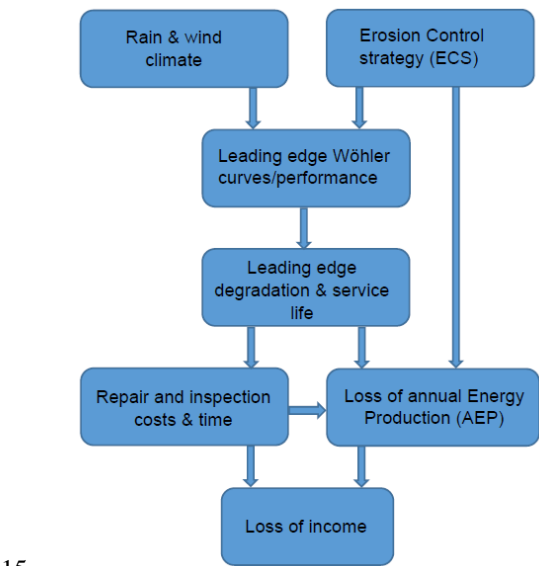 Rain & wind
climate
Erosion Control
strategy (ECS)
Leading edge Wöhler
curves/performance
Leading edge
degradation & service
life
Repair and inspection
costs & time
Loss of annual Energy
Production (AEP)
Loss of income
15